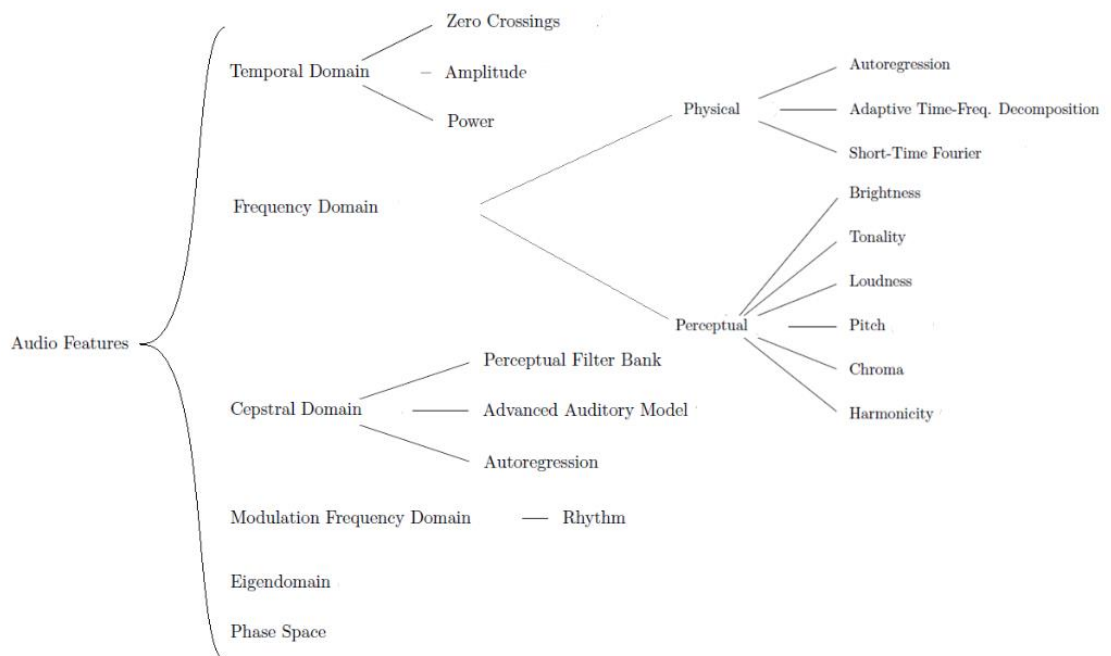 Audio Features
Temporal Domain
Zero Crossings
Amplitude
Power
Frequency Domain
Physical
Autoregression
Adaptive Time-Freq. Decomposition
Short-Time Fourier
Perceptual
Brightness
Tonality
Loudness
Pitch
Chroma
Harmonicity
Cepstral Domain
Perceptual Filter Bank
Advanced Auditory Model
Autoregression
Modulation Frequency Domain
Rhythm
Eigendomain
Phase Space